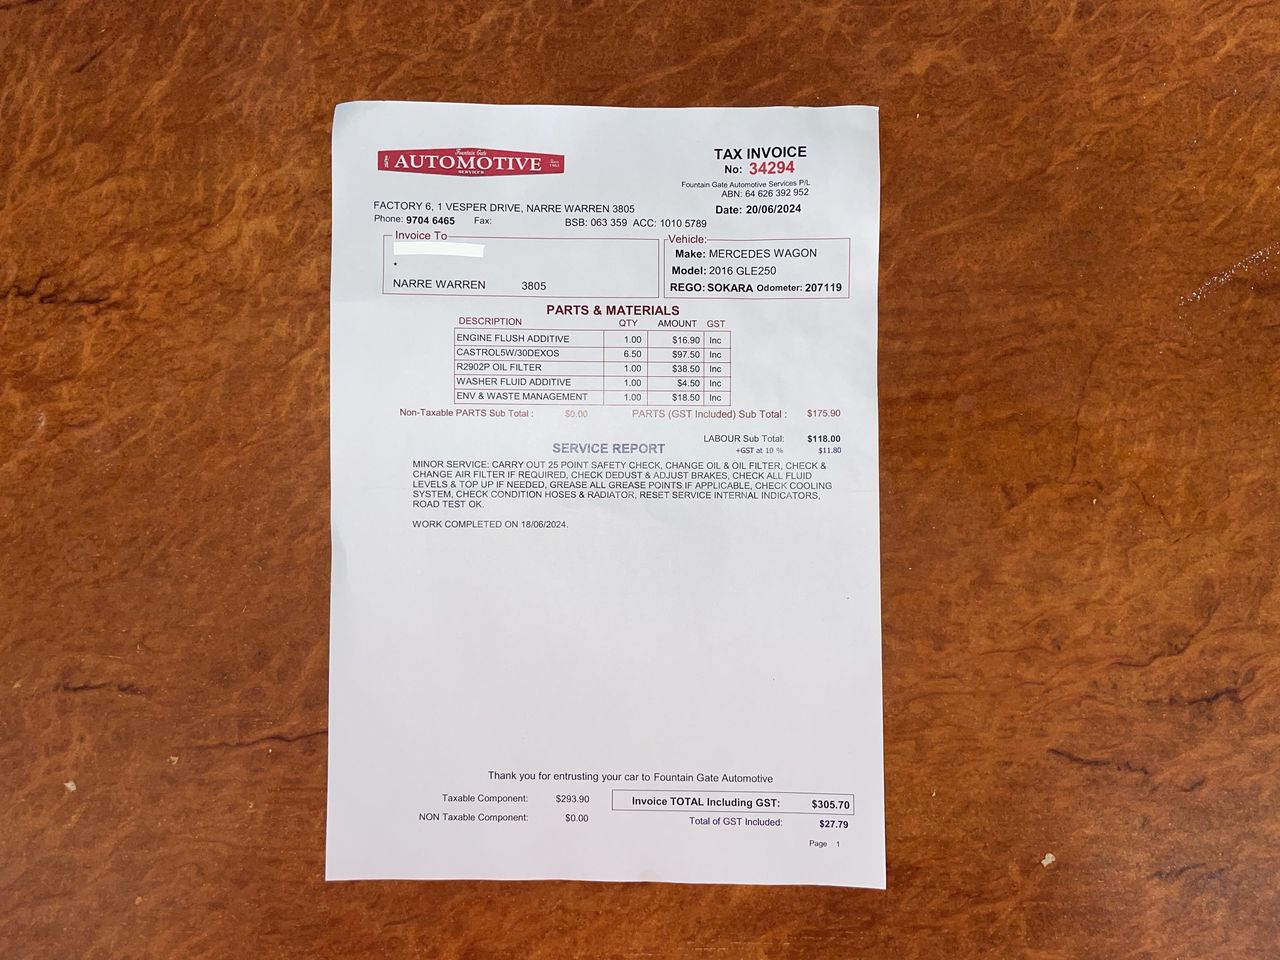 Fountain Gate
AUTOMOTIVE
SERVICES
TAX INVOICE
No: 34294
Fountain Gate Automotive Services P/L
ABN: 64 626 392 952
Date: 20/06/2024
FACTORY 6, 1 VESPER DRIVE, NARRE WARREN 3805
Phone: 9704 6465 Fax: BSB: 063 359 ACC: 1010 5789
Invoice To
*
NARRE WARREN 3805
Vehicle:
Make: MERCEDES WAGON
Model: 2016 GLE250
REGO: SOKARA Odometer: 207119
PARTS & MATERIALS
DESCRIPTION QTY AMOUNT GST
ENGINE FLUSH ADDITIVE 1.00 $16.90 Inc
CASTROL5W/30DEXOS 6.50 $97.50 Inc
R2902P OIL FILTER 1.00 $38.50 Inc
WASHER FLUID ADDITIVE 1.00 $4.50 Inc
ENV & WASTE MANAGEMENT 1.00 $18.50 Inc
Non-Taxable PARTS Sub Total : $0.00 PARTS (GST Included) Sub Total : $175.90
LABOUR Sub Total: $118.00
SERVICE REPORT +GST at 10 % $11.80
MINOR SERVICE: CARRY OUT 25 POINT SAFETY CHECK, CHANGE OIL & OIL FILTER, CHECK &
CHANGE AIR FILTER IF REQUIRED, CHECK DEDUST & ADJUST BRAKES, CHECK ALL FLUID
LEVELS & TOP UP IF NEEDED, GREASE ALL GREASE POINTS IF APPLICABLE, CHECK COOLING
SYSTEM, CHECK CONDITION HOSES & RADIATOR, RESET SERVICE INTERNAL INDICATORS,
ROAD TEST OK.
WORK COMPLETED ON 18/06/2024.
Thank you for entrusting your car to Fountain Gate Automotive
Taxable Component: $293.90 Invoice TOTAL Including GST: $305.70
NON Taxable Component: $0.00 Total of GST Included: $27.79
Page 1